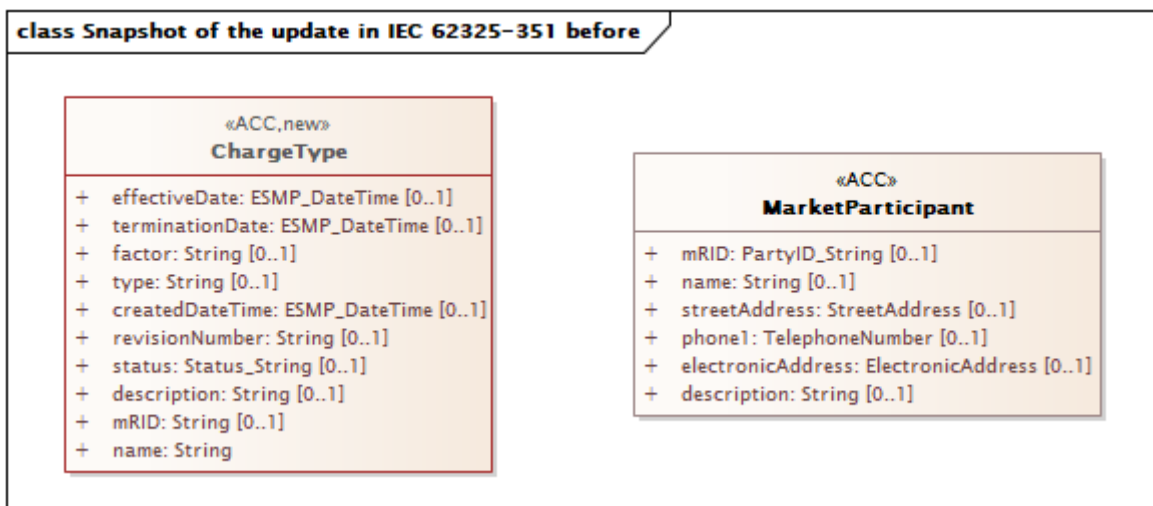 class Snapshot of the update in IEC 62325-351 before
«ACC,new»
ChargeType
+ effectiveDate: ESMP_DateTime [0..1]
+ terminationDate: ESMP_DateTime [0..1]
+ factor: String [0..1]
+ type: String [0..1]
+ createdDateTime: ESMP_DateTime [0..1]
+ revisionNumber: String [0..1]
+ status: Status_String [0..1]
+ description: String [0..1]
+ mRID: String [0..1]
+ name: String
«ACC»
MarketParticipant
+ mRID: PartyID_String [0..1]
+ name: String [0..1]
+ streetAddress: StreetAddress [0..1]
+ phone1: TelephoneNumber [0..1]
+ electronicAddress: ElectronicAddress [0..1]
+ description: String [0..1]